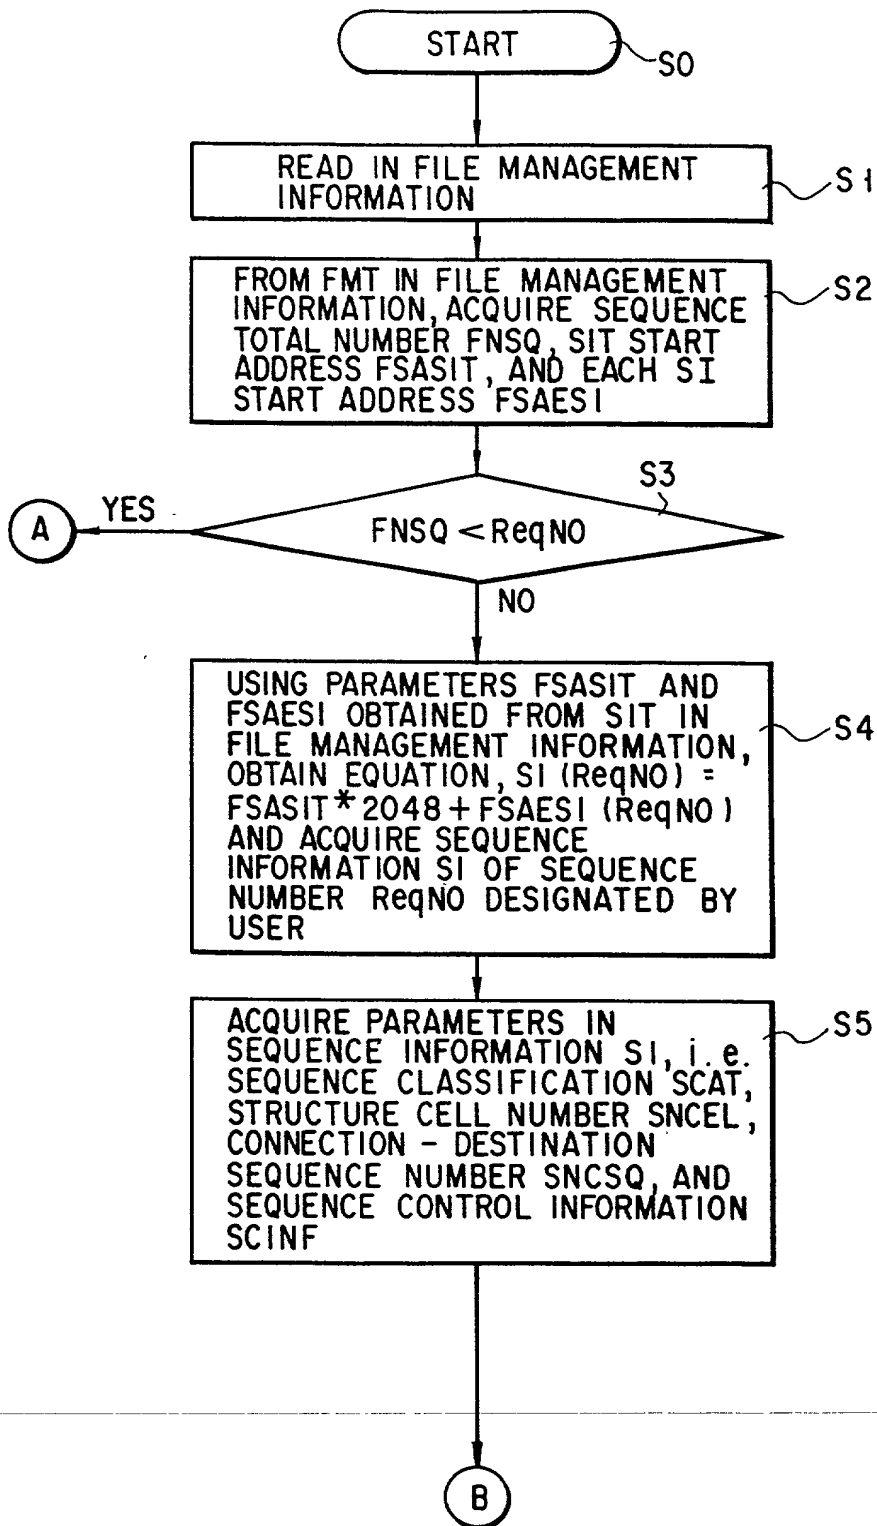 START
S0
READ IN FILE MANAGEMENT
INFORMATION
S1
FROM FMT IN FILE MANAGEMENT
INFORMATION, ACQUIRE SEQUENCE
TOTAL NUMBER FNSQ, SIT START
ADDRESS FSASIT, AND EACH SI
START ADDRESS FSAESI
S2
S3
FNSQ < ReqNO
YES
A
NO
USING PARAMETERS FSASIT AND
FSAESI OBTAINED FROM SIT IN
FILE MANAGEMENT INFORMATION,
OBTAIN EQUATION, SI (ReqNO) =
FSASIT * 2048 + FSAESI (ReqNO)
AND ACQUIRE SEQUENCE
INFORMATION SI OF SEQUENCE
NUMBER ReqNO DESIGNATED BY
USER
S4
ACQUIRE PARAMETERS IN
SEQUENCE INFORMATION SI, i.e.
SEQUENCE CLASSIFICATION SCAT,
STRUCTURE CELL NUMBER SNCEL,
CONNECTION - DESTINATION
SEQUENCE NUMBER SNCSQ, AND
SEQUENCE CONTROL INFORMATION
SCINF
S5
B